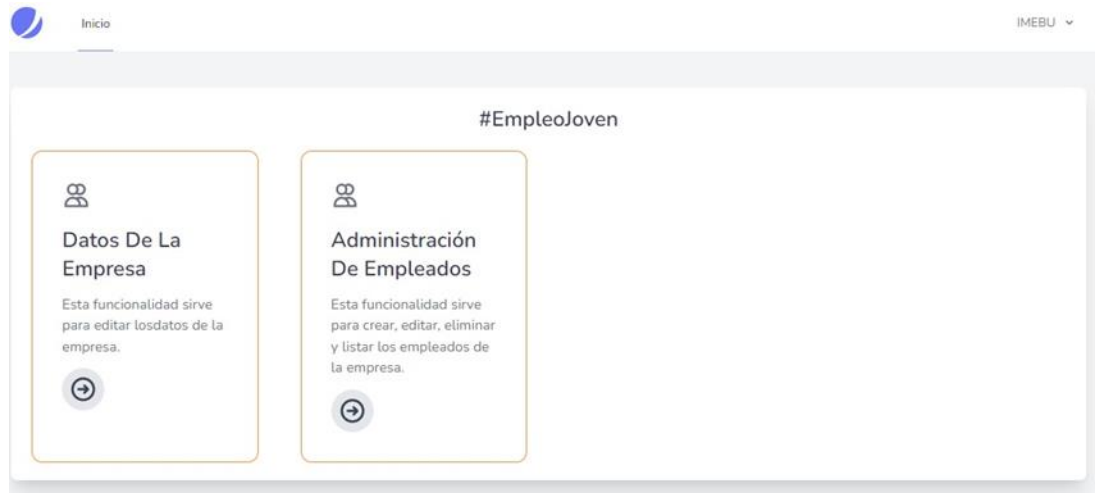 Inicio
IMEBU
#EmpleoJoven
Datos De La
Empresa
Esta funcionalidad sirve
para editar losdatos de la
empresa.
Administración
De Empleados
Esta funcionalidad sirve
para crear, editar, eliminar
y listar los empleados de
la empresa.